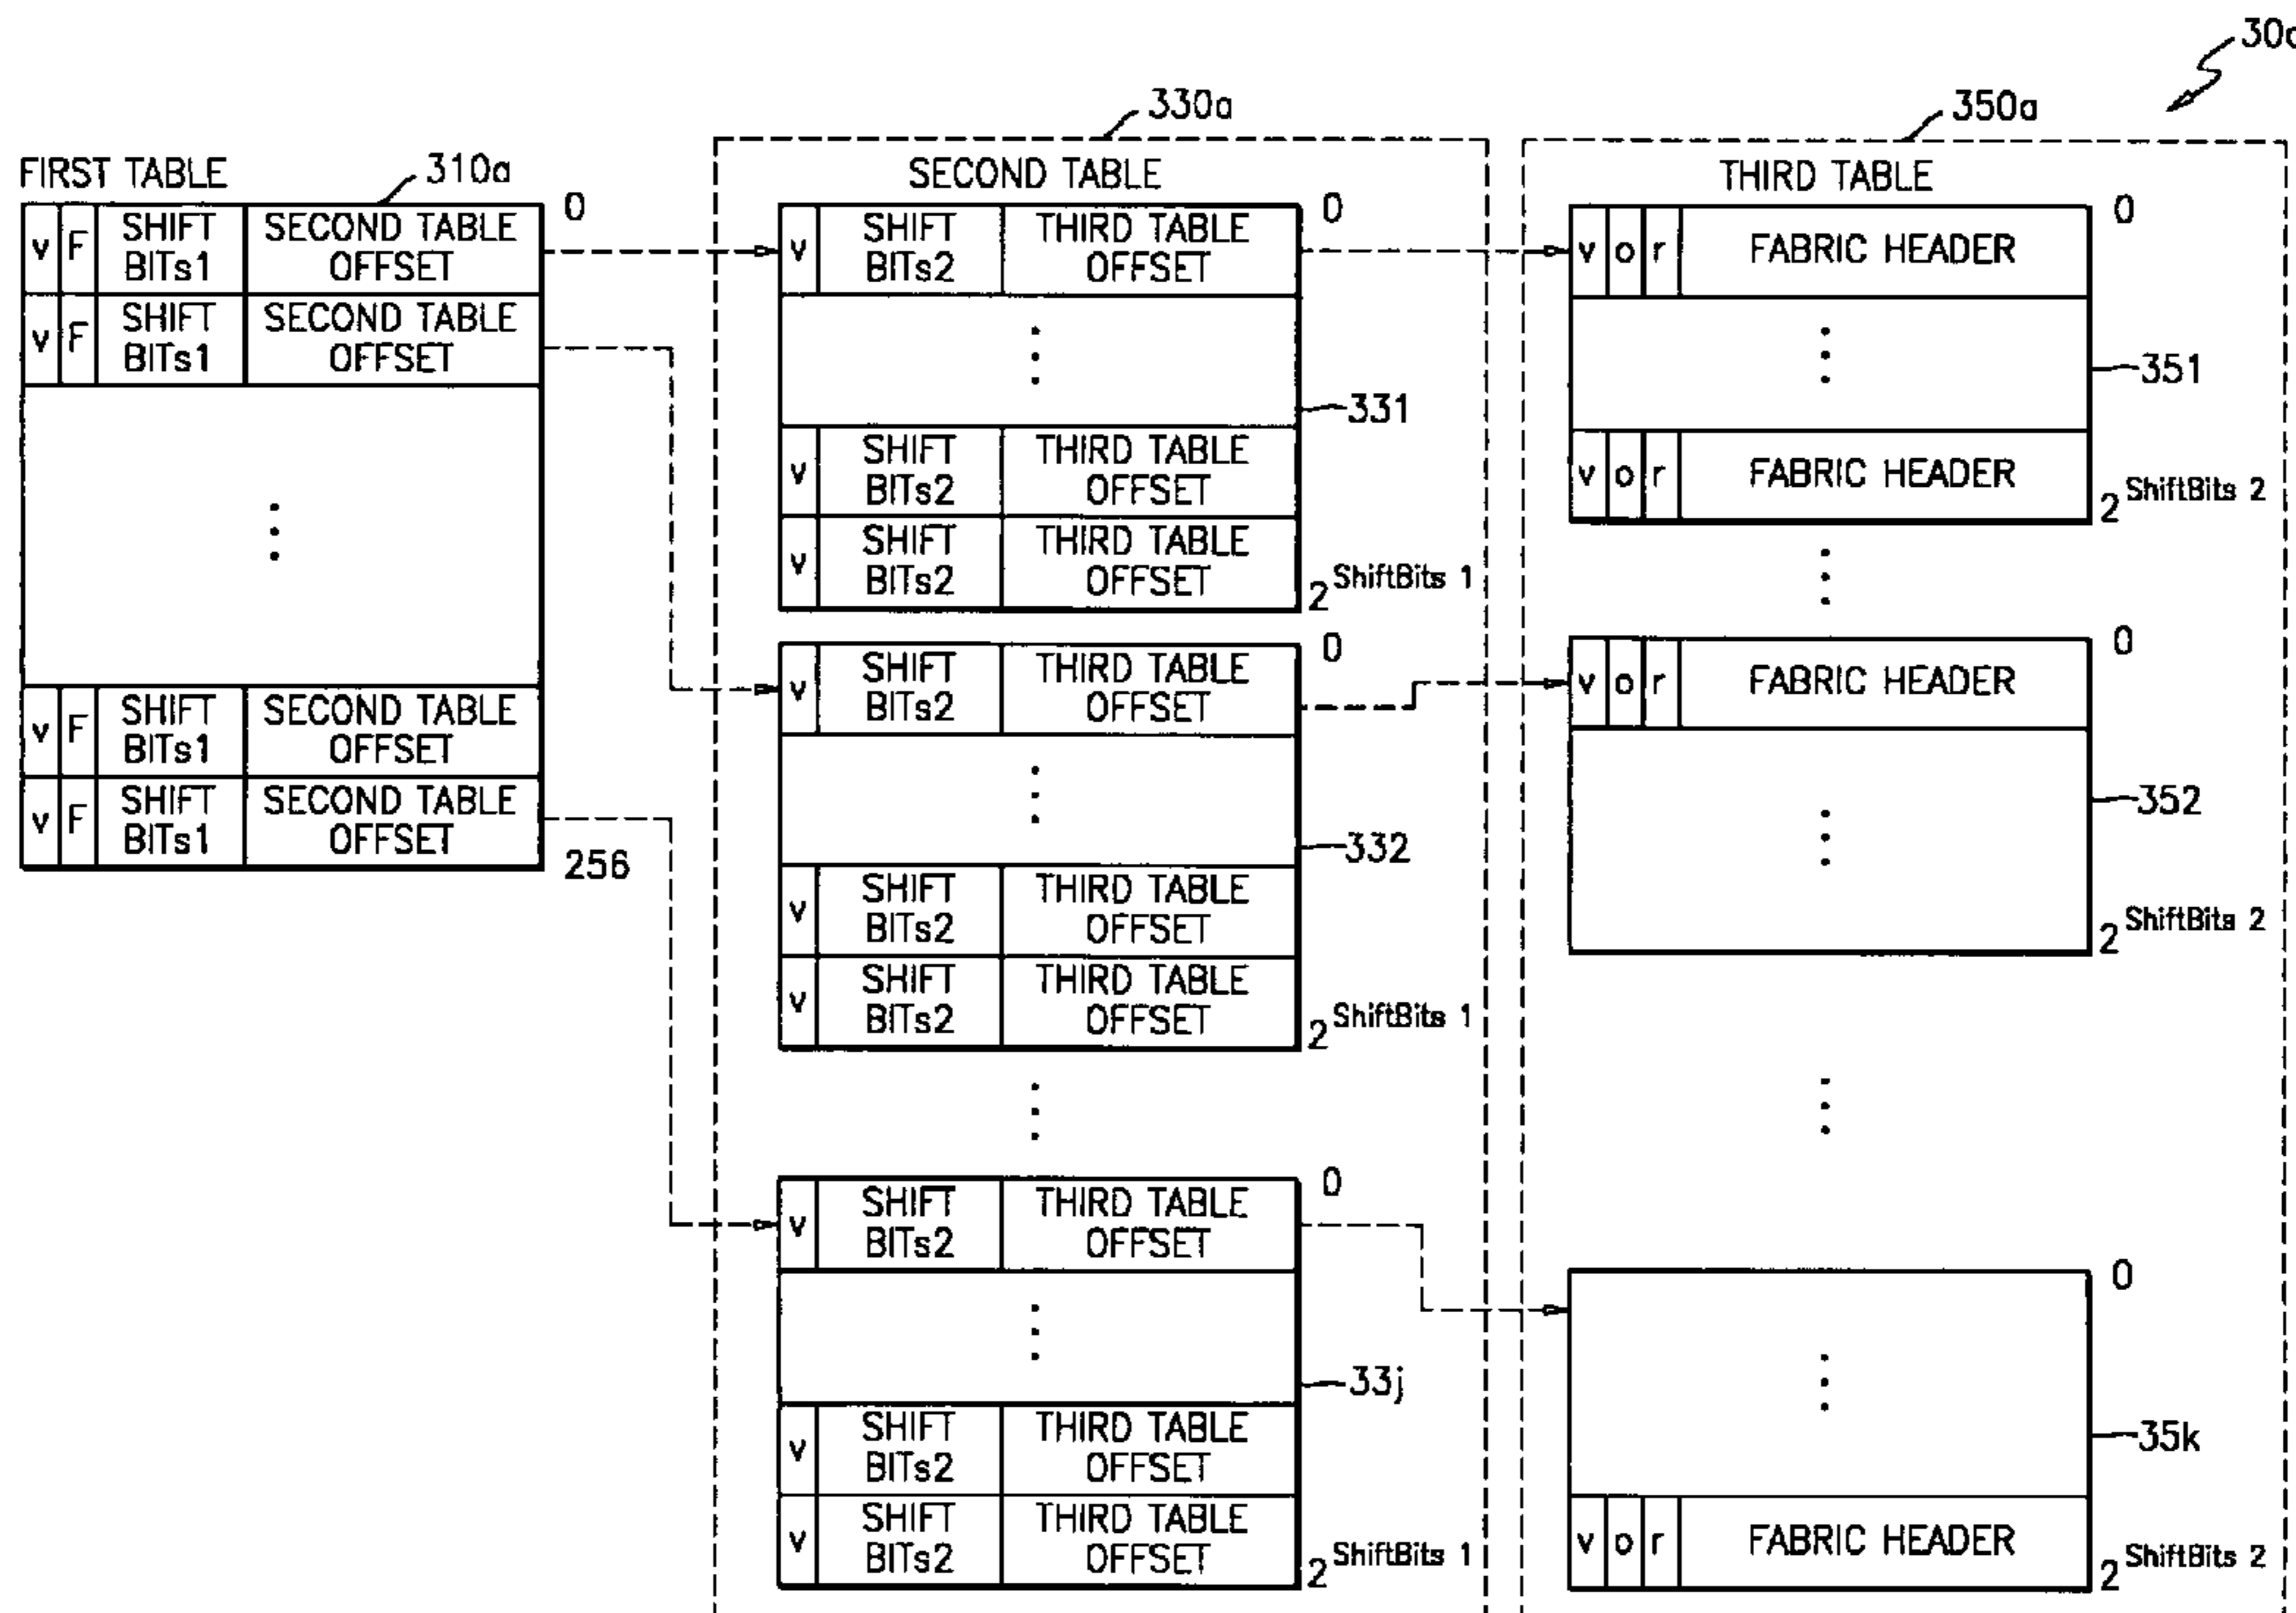 30a
330a
350a
FIRST TABLE
310a
SECOND TABLE
THIRD TABLE
0
v F SHIFT BITs1 SECOND TABLE OFFSET
v F SHIFT BITs1 SECOND TABLE OFFSET
v F SHIFT BITs1 SECOND TABLE OFFSET
v F SHIFT BITs1 SECOND TABLE OFFSET
256
0
v SHIFT BITs2 THIRD TABLE OFFSET
331
v SHIFT BITs2 THIRD TABLE OFFSET
v SHIFT BITs2 THIRD TABLE OFFSET
2 ShiftBits 1
0
v SHIFT BITs2 THIRD TABLE OFFSET
332
v SHIFT BITs2 THIRD TABLE OFFSET
v SHIFT BITs2 THIRD TABLE OFFSET
2 ShiftBits 1
0
v SHIFT BITs2 THIRD TABLE OFFSET
33j
v SHIFT BITs2 THIRD TABLE OFFSET
v SHIFT BITs2 THIRD TABLE OFFSET
2 ShiftBits 1
0
v o r FABRIC HEADER
351
v o r FABRIC HEADER
2 ShiftBits 2
0
v o r FABRIC HEADER
352
2 ShiftBits 2
0
35k
v o r FABRIC HEADER
2 ShiftBits 2